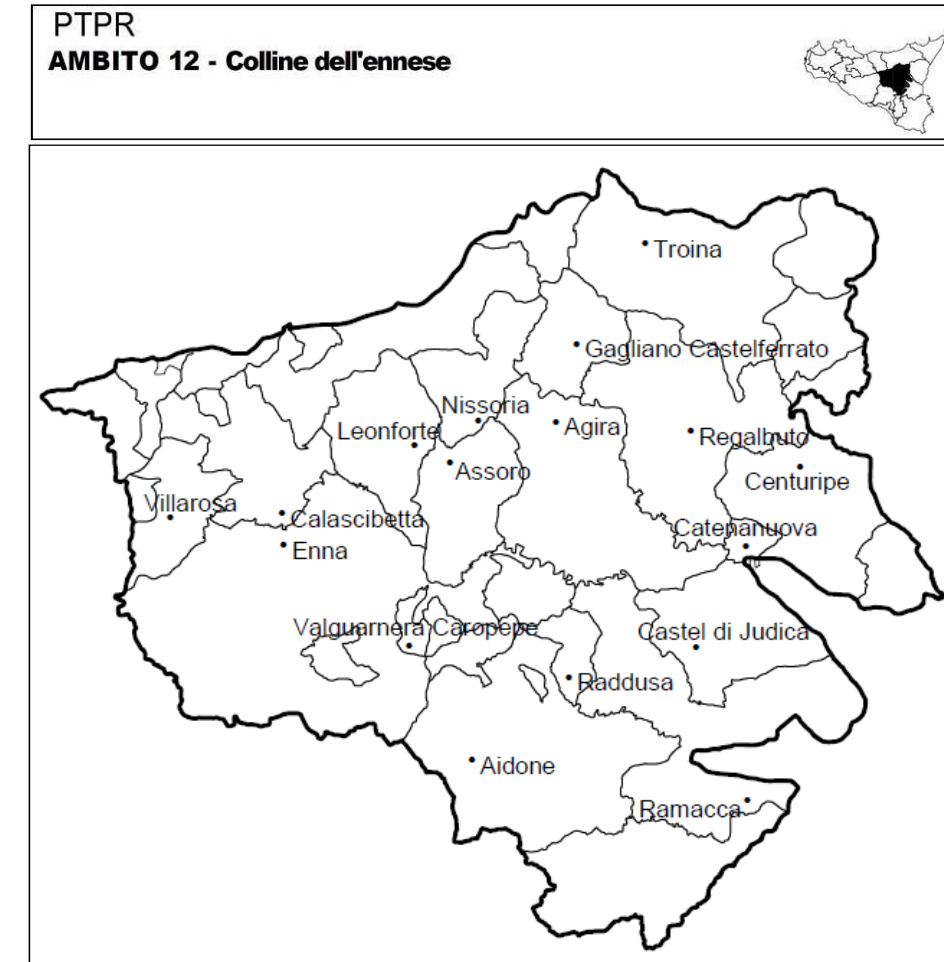 PTPR
AMBITO 12 - Colline dell'ennese
Troina
Gagliano Castelferrato
Nissoria
Leonforte
Agira
Regalbuto
Assoro
Centuripe
Villarosa
Calascibetta
Catenanuova
Enna
Valguarnera Caropepe
Castel di Judica
Raddusa
Aidone
Ramacca